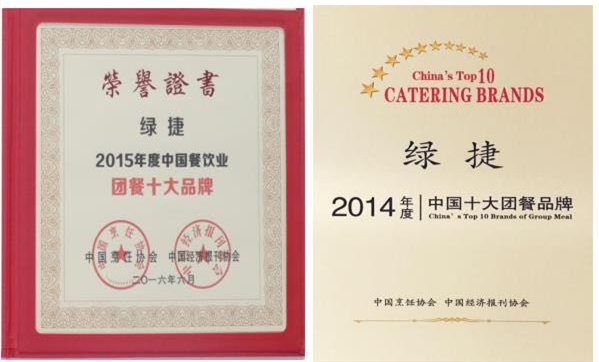 榮譽證書
绿捷
2015年度中国餐饮业
团餐十大品牌
中国烹饪协会 中国经济报刊协会
二〇一六年六月
China's Top10
CATERING BRANDS
绿捷
2014年度 中国十大团餐品牌
China's Top 10 Brands of Group Meal
中国烹饪协会 中国经济报刊协会